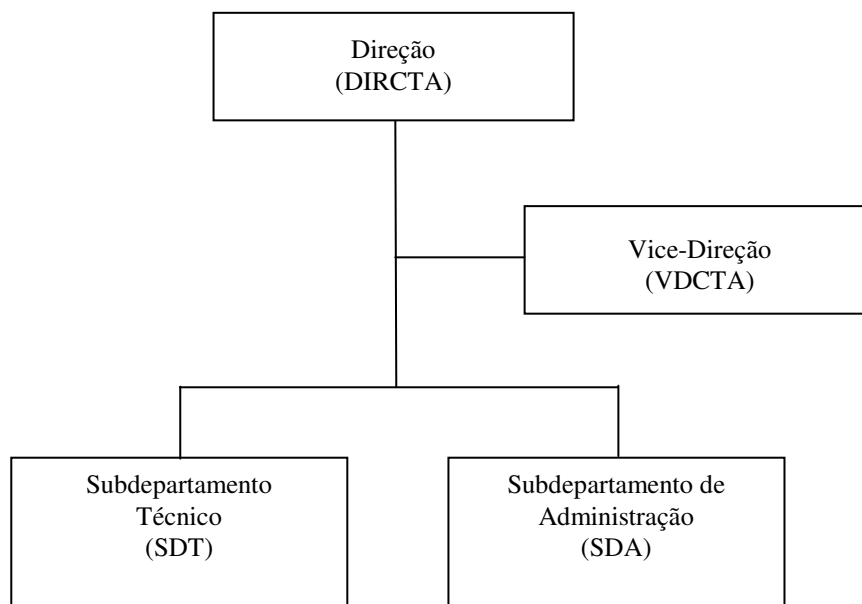 Direção
(DIRCTA)
Vice-Direção
(VDCTA)
Subdepartamento
Técnico
(SDT)
Subdepartamento de
Administração
(SDA)